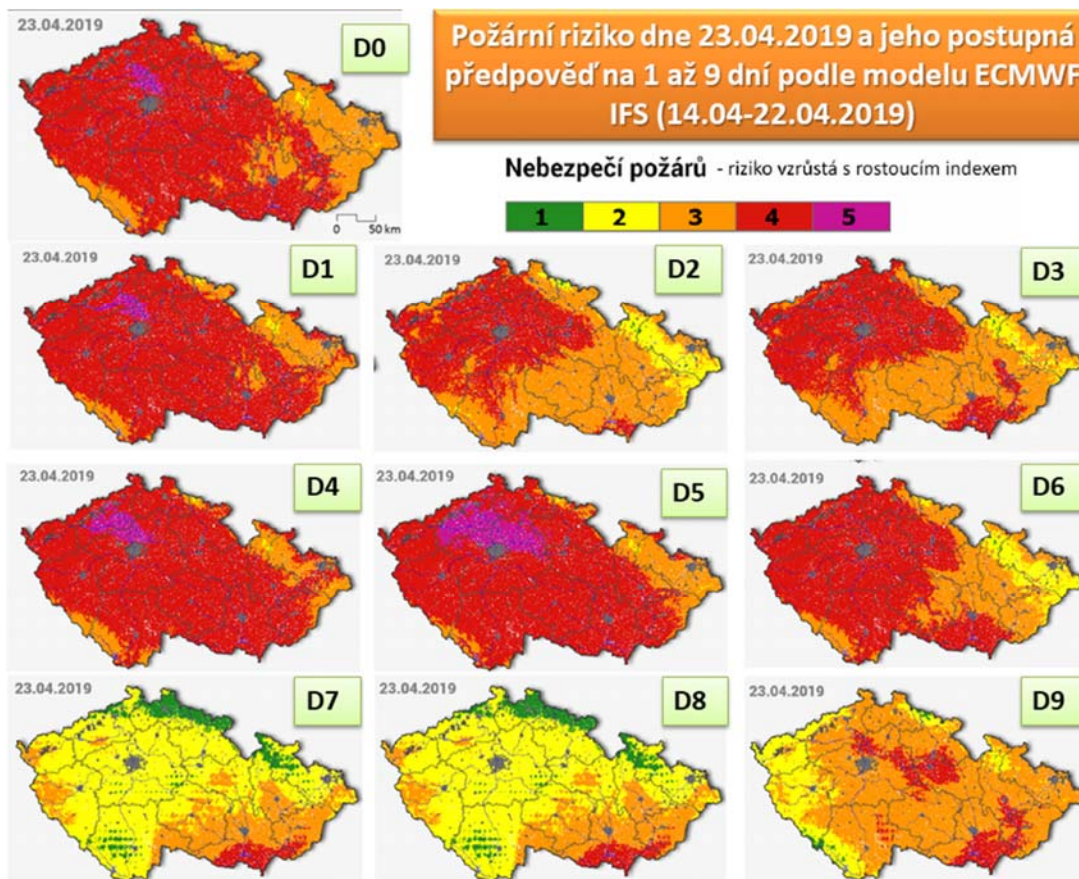 23.04.2019
D0
Požární riziko dne 23.04.2019 a jeho postupná
předpověď na 1 až 9 dní podle modelu ECMWF
IFS (14.04-22.04.2019)
Nebezpečí požárů - riziko vzrůstá s rostoucím indexem
1 2 3 4 5
0 50 km
23.04.2019
D1
23.04.2019
D2
23.04.2019
D3
23.04.2019
D4
23.04.2019
D5
23.04.2019
D6
23.04.2019
D7
23.04.2019
D8
23.04.2019
D9